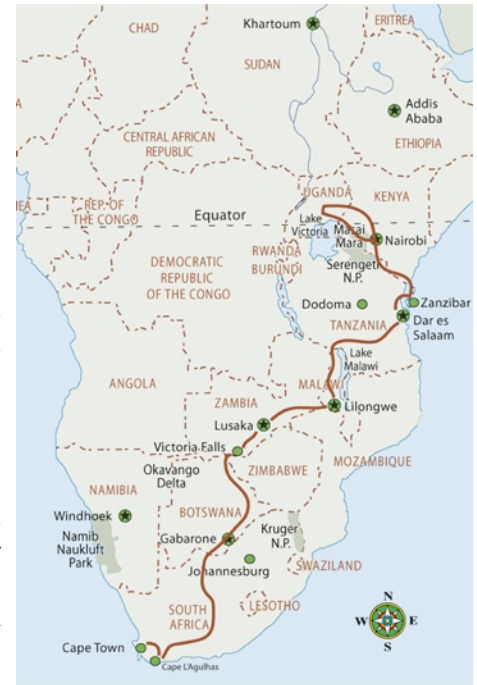 CHAD
Khartoum
ERITREA
SUDAN
Addis
Ababa
CENTRAL AFRICAN
REPUBLIC
ETHIOPIA
UGANDA
KENYA
REP. OF
THE CONGO
Equator
Lake
Victoria
Masai
Mara
Nairobi
RWANDA
BURUNDI
Serengeti
N.P.
DEMOCRATIC
REPUBLIC
OF THE CONGO
Dodoma
Zanzibar
TANZANIA
Dar es
Salaam
Lake
Malawi
ANGOLA
MALAWI
ZAMBIA
Lilongwe
Lusaka
Victoria Falls
MOZAMBIQUE
Okavango
Delta
ZIMBABWE
NAMIBIA
BOTSWANA
Windhoek
Kruger
N.P.
Namib
Naukluft
Park
Gabarone
Johannesburg
SWAZILAND
SOUTH
AFRICA
LESOTHO
N
W
E
S
Cape Town
Cape L'Agulhas